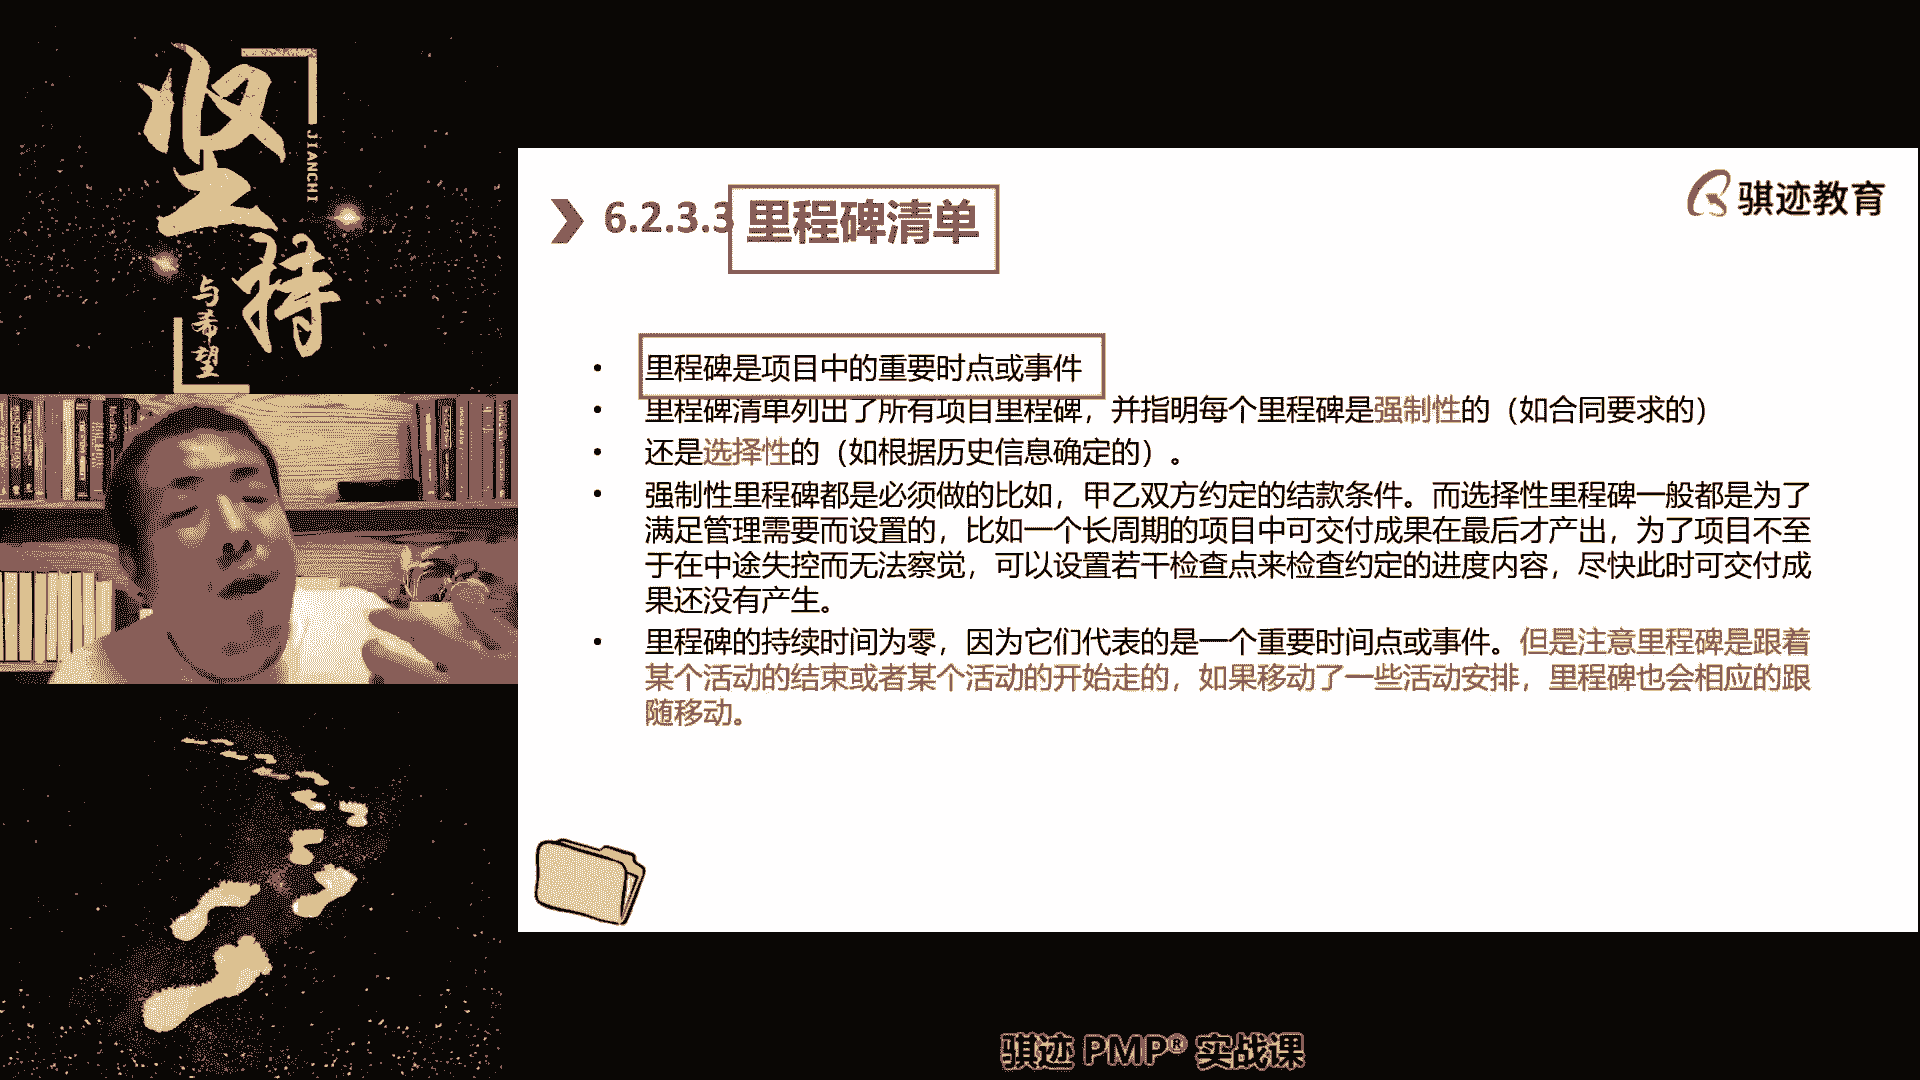 坚持
JIANCHI
与希望
骐迹教育
6.2.3.3 里程碑清单
• 里程碑是项目中的重要时点或事件
• 里程碑清单列出了所有项目里程碑，并指明每个里程碑是强制性的（如合同要求的）
• 还是选择性的（如根据历史信息确定的）。
• 强制性里程碑都是必须做的比如，甲乙双方约定的结款条件。而选择性里程碑一般都是为了
满足管理需要而设置的，比如一个长周期的项目中可交付成果在最后才产出，为了项目不至
于在中途失控而无法察觉，可以设置若干检查点来检查约定的进度内容，尽快此时可交付成
果还没有产生。
• 里程碑的持续时间为零，因为它们代表的是一个重要时间点或事件。但是注意里程碑是跟着
某个活动的结束或者某个活动的开始走的，如果移动了一些活动安排，里程碑也会相应的跟
随移动。
骐迹 PMP® 实战课